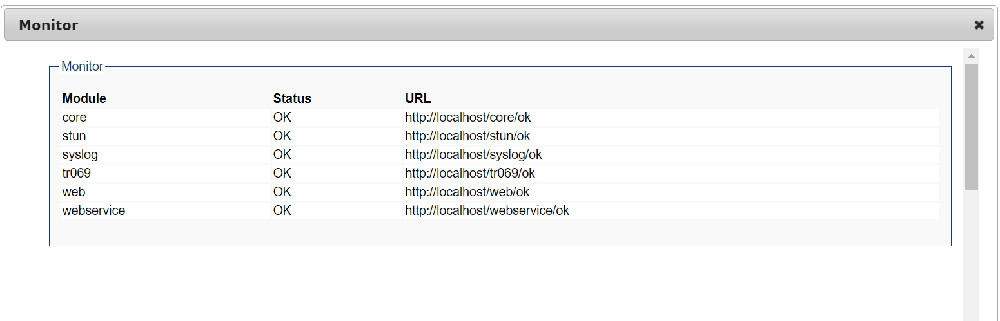 Monitor
Monitor
Module Status URL
core OK http://localhost/core/ok
stun OK http://localhost/stun/ok
syslog OK http://localhost/syslog/ok
tr069 OK http://localhost/tr069/ok
web OK http://localhost/web/ok
webservice OK http://localhost/webservice/ok